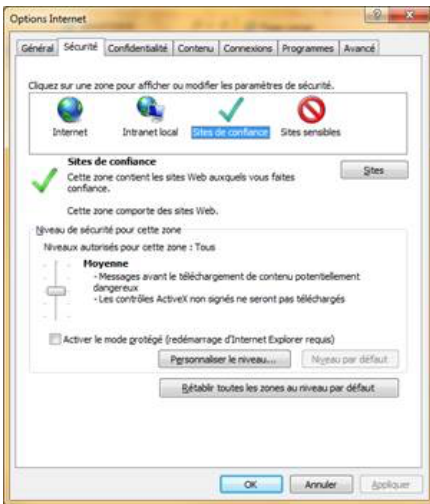 Options Internet
Général Sécurité Confidentialité Contenu Connexions Programmes Avancé
Cliquez sur une zone pour afficher ou modifier les paramètres de sécurité.
Internet Intranet local Sites de confiance Sites sensibles
Sites de confiance
Sites
Cette zone contient les sites Web auxquels vous faites
confiance.
Cette zone comporte des sites Web.
Niveau de sécurité pour cette zone
Niveaux autorisés pour cette zone : Tous
Moyenne
- Messages avant le téléchargement de contenu potentiellement
dangereux
- Les contrôles ActiveX non signés ne seront pas téléchargés
Activer le mode protégé (redémarrage d'Internet Explorer requis)
Personnaliser le niveau... Niveau par défaut
Rétablir toutes les zones au niveau par défaut
OK Annuler Appliquer